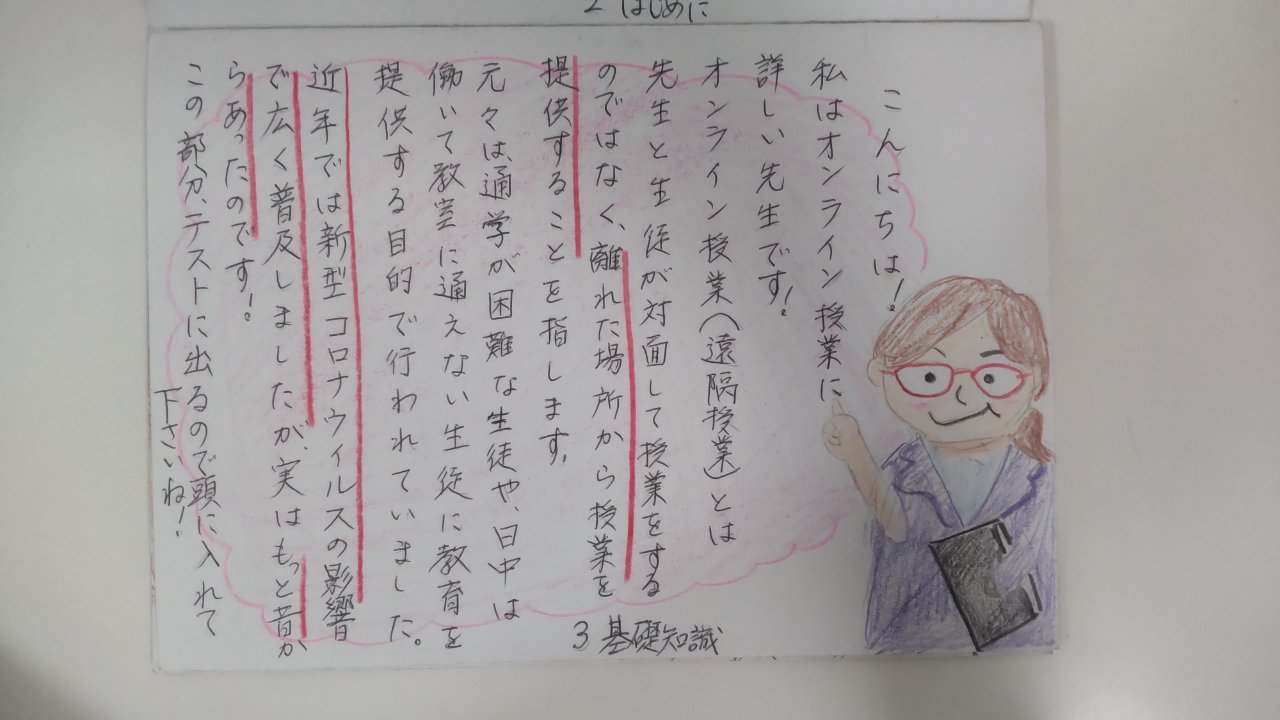 2 はじめに
こんにちは!
私はオンライン授業に
詳しい先生です!
オンライン授業(遠隔授業)とは
先生と生徒が対面して授業をする
のではなく、離れた場所から授業を
提供することを指します。
元々は、通学が困難な生徒や、日中は
働いて教室に通えない生徒に教育を
提供する目的で行われていました。
近年では新型コロナウイルスの影響
で広く普及しましたが、実はもっと昔か
らあったのです!
この部分、テストに出るので頭に入れて
下さいね!
3 基礎知識